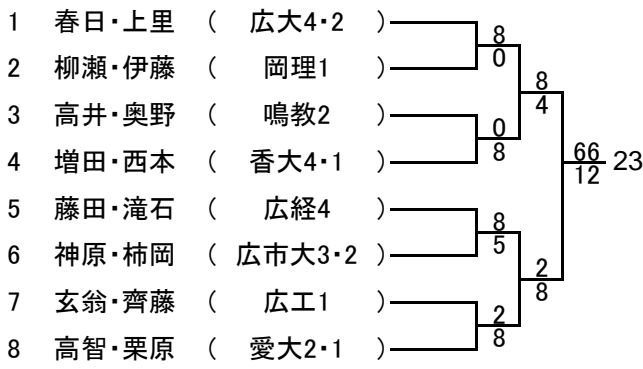 1 春日・上里 ( 広大4・2 )
8
0
2 柳瀬・伊藤 ( 岡理1 )
8
4
3 高井・奥野 ( 鳴教2 )
0
8
4 増田・西本 ( 香大4・1 )
66
12
23
5 藤田・滝石 ( 広経4 )
8
5
6 神原・柿岡 ( 広市大3・2 )
2
8
7 玄翁・齊藤 ( 広工1 )
2
8
8 高智・栗原 ( 愛大2・1 )